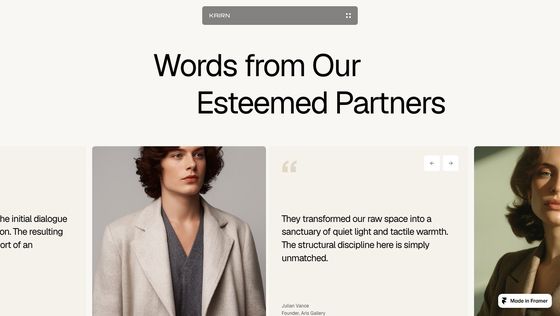 KAIRN
Words from Our
Esteemed Partners
he initial dialogue
on. The resulting
ort of an
They transformed our raw space into a
sanctuary of quiet light and tactile warmth.
The structural discipline here is simply
unmatched.
Julian Vance
Founder, Aris Gallery
Made in Framer